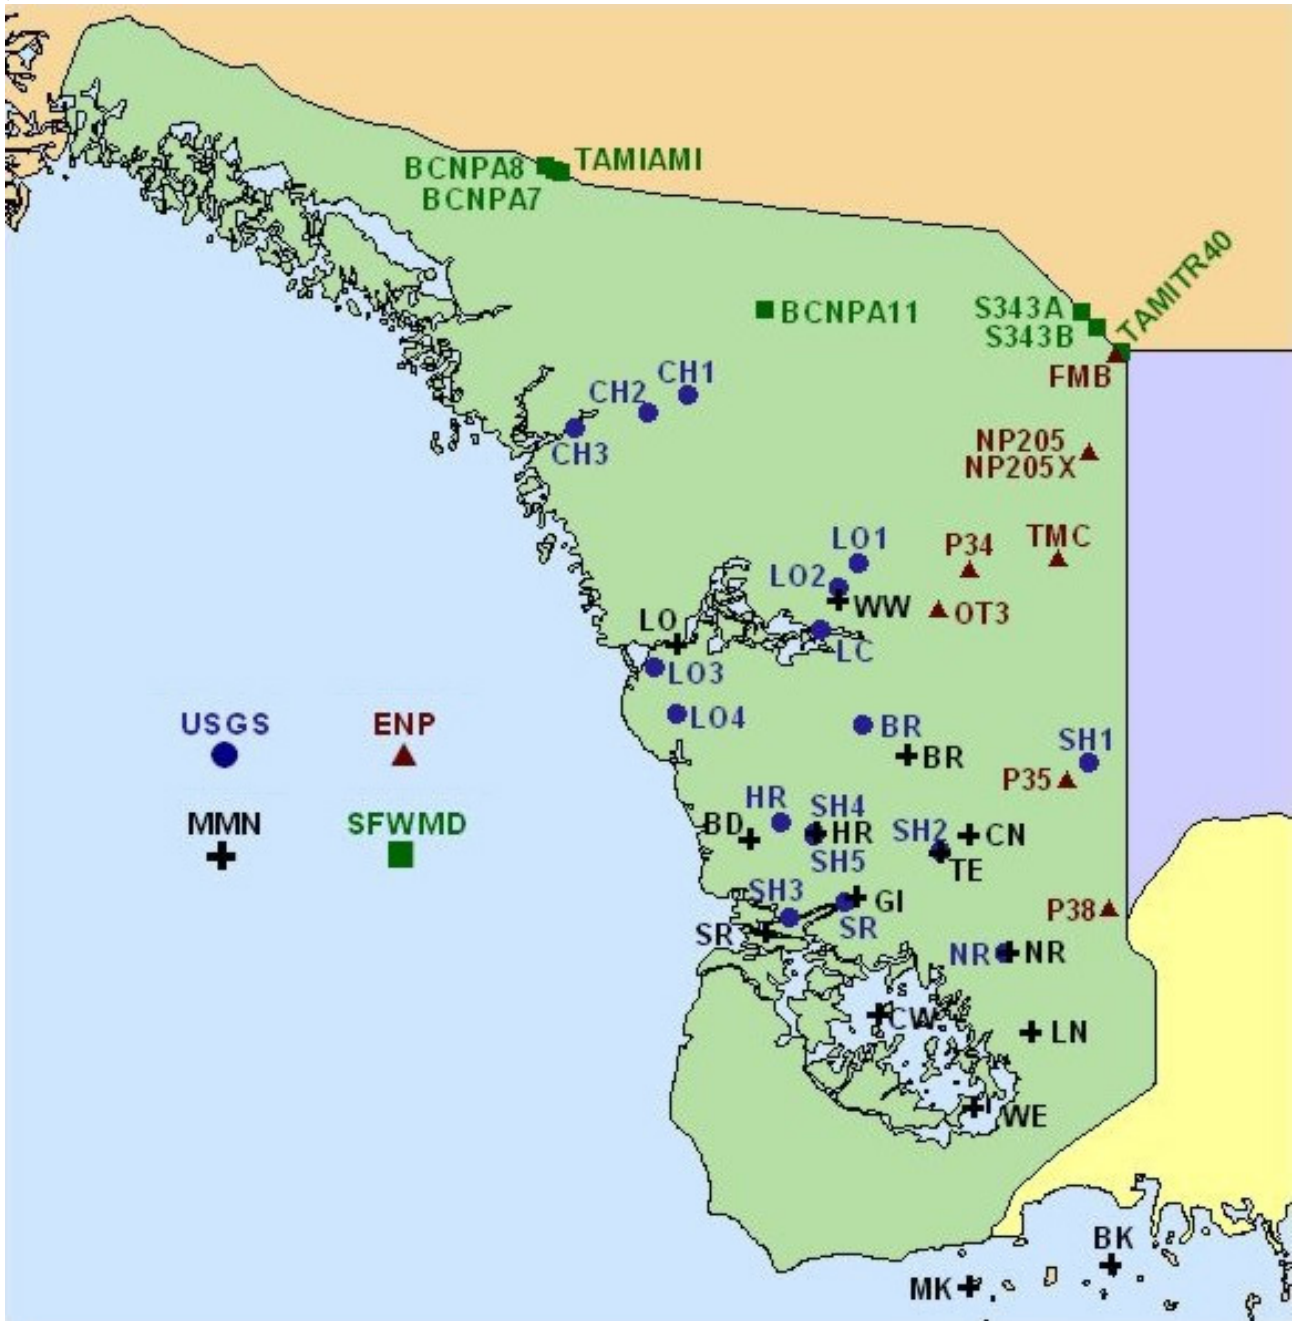 TAMIAMI
BCNPA8
BCNPA7
TAMITR40
BCNPA11
S343A
S343B
FMB
CH1
CH2
CH3
NP205
NP205X
LO1
P34
TMC
LO2
WW
OT3
LO
LC
LO3
LO4
USGS
ENP
BR
BR
SH1
P35
MMN
SFWMD
HR
SH4
BD
HR
SH2
CN
SH5
TE
SH3
GI
P38
SR
SR
NR
NR
CW
LN
WE
BK
MK